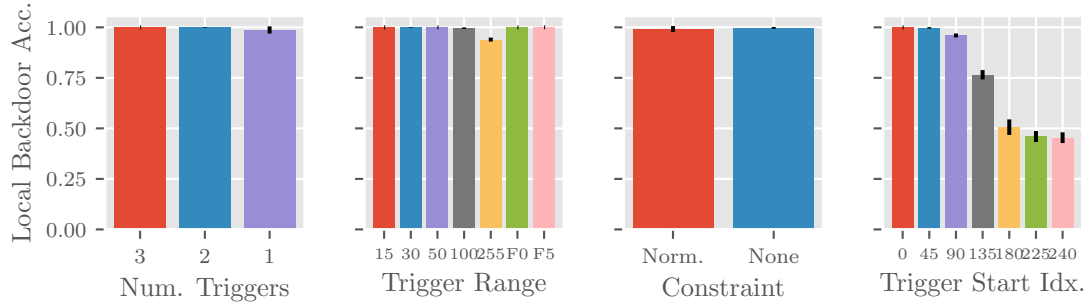 Local Backdoor Acc.
1.00
0.75
0.50
0.25
0.00
3 2 1
Num. Triggers
15 30 50 100 255 F0 F5
Trigger Range
Norm. None
Constraint
0 45 90 135 180 225 240
Trigger Start Idx.